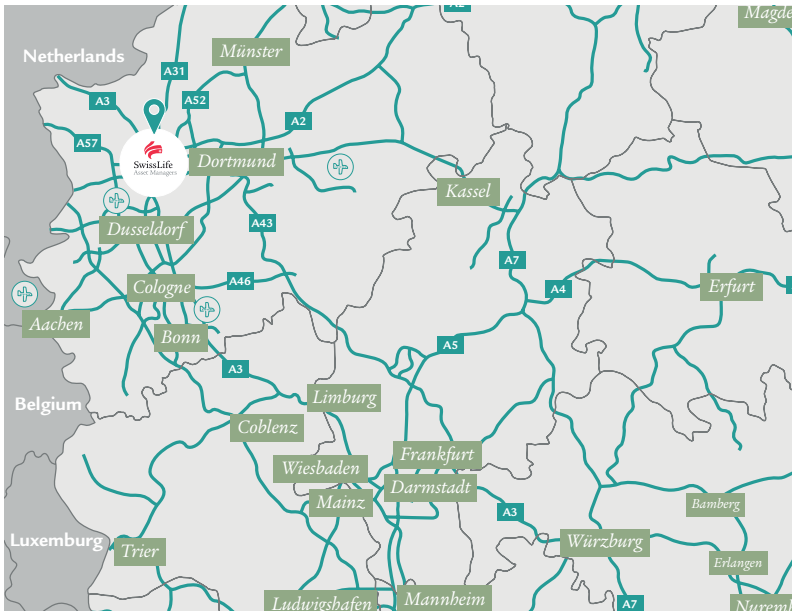 A2
Magde
Netherlands
Münster
A31
A3
A52
A2
A57
SwissLife
Asset Managers
Dortmund
Kassel
Dusseldorf
A43
A7
Cologne
A46
A4
Erfurt
Aachen
Bonn
A5
A3
Belgium
Limburg
Coblenz
Frankfurt
Wiesbaden
Darmstadt
Mainz
A3
Bamberg
Luxemburg
Trier
Würzburg
Erlangen
Ludwigshafen
Mannheim
A7
Nuremb